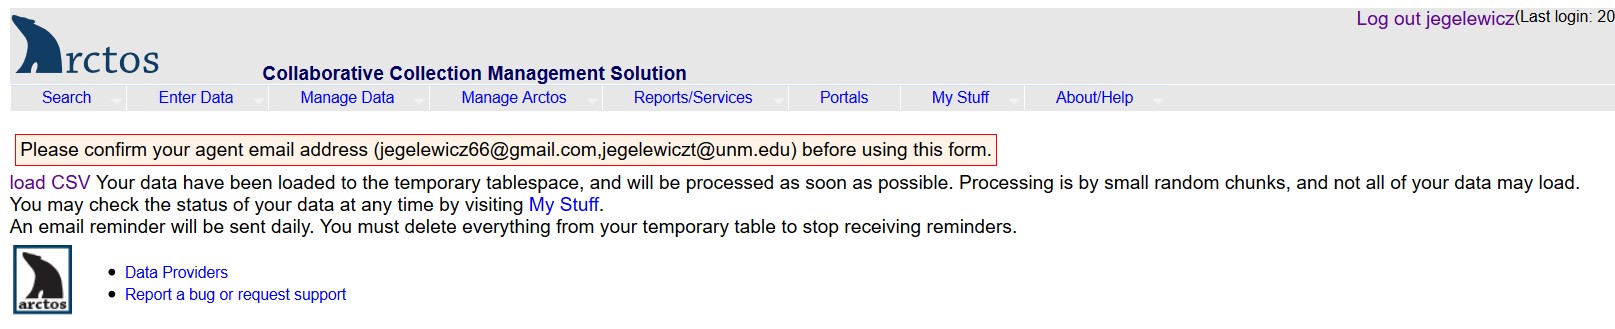 Log out jegelewicz(Last login: 20
arctos
Collaborative Collection Management Solution
Search Enter Data Manage Data Manage Arctos Reports/Services Portals My Stuff About/Help
Please confirm your agent email address (jegelewicz66@gmail.com,jegelewiczt@unm.edu) before using this form.
load CSV Your data have been loaded to the temporary tablespace, and will be processed as soon as possible. Processing is by small random chunks, and not all of your data may load.
You may check the status of your data at any time by visiting My Stuff.
An email reminder will be sent daily. You must delete everything from your temporary table to stop receiving reminders.
arctos
Data Providers
Report a bug or request support